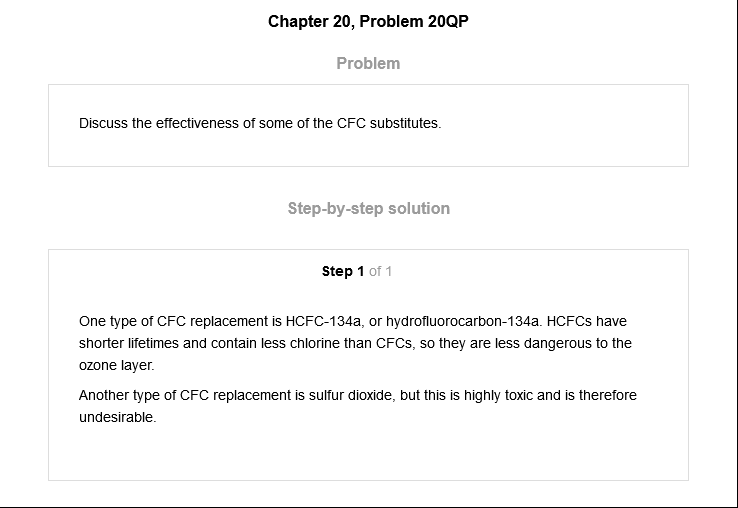 Chapter 20, Problem 20QP
Problem
Discuss the effectiveness of some of the CFC substitutes.
Step-by-step solution
Step 1 of 1
One type of CFC replacement is HCFC-134a, or hydrofluorocarbon-134a. HCFCs have
shorter lifetimes and contain less chlorine than CFCs, so they are less dangerous to the
ozone layer.
Another type of CFC replacement is sulfur dioxide, but this is highly toxic and is therefore
undesirable.